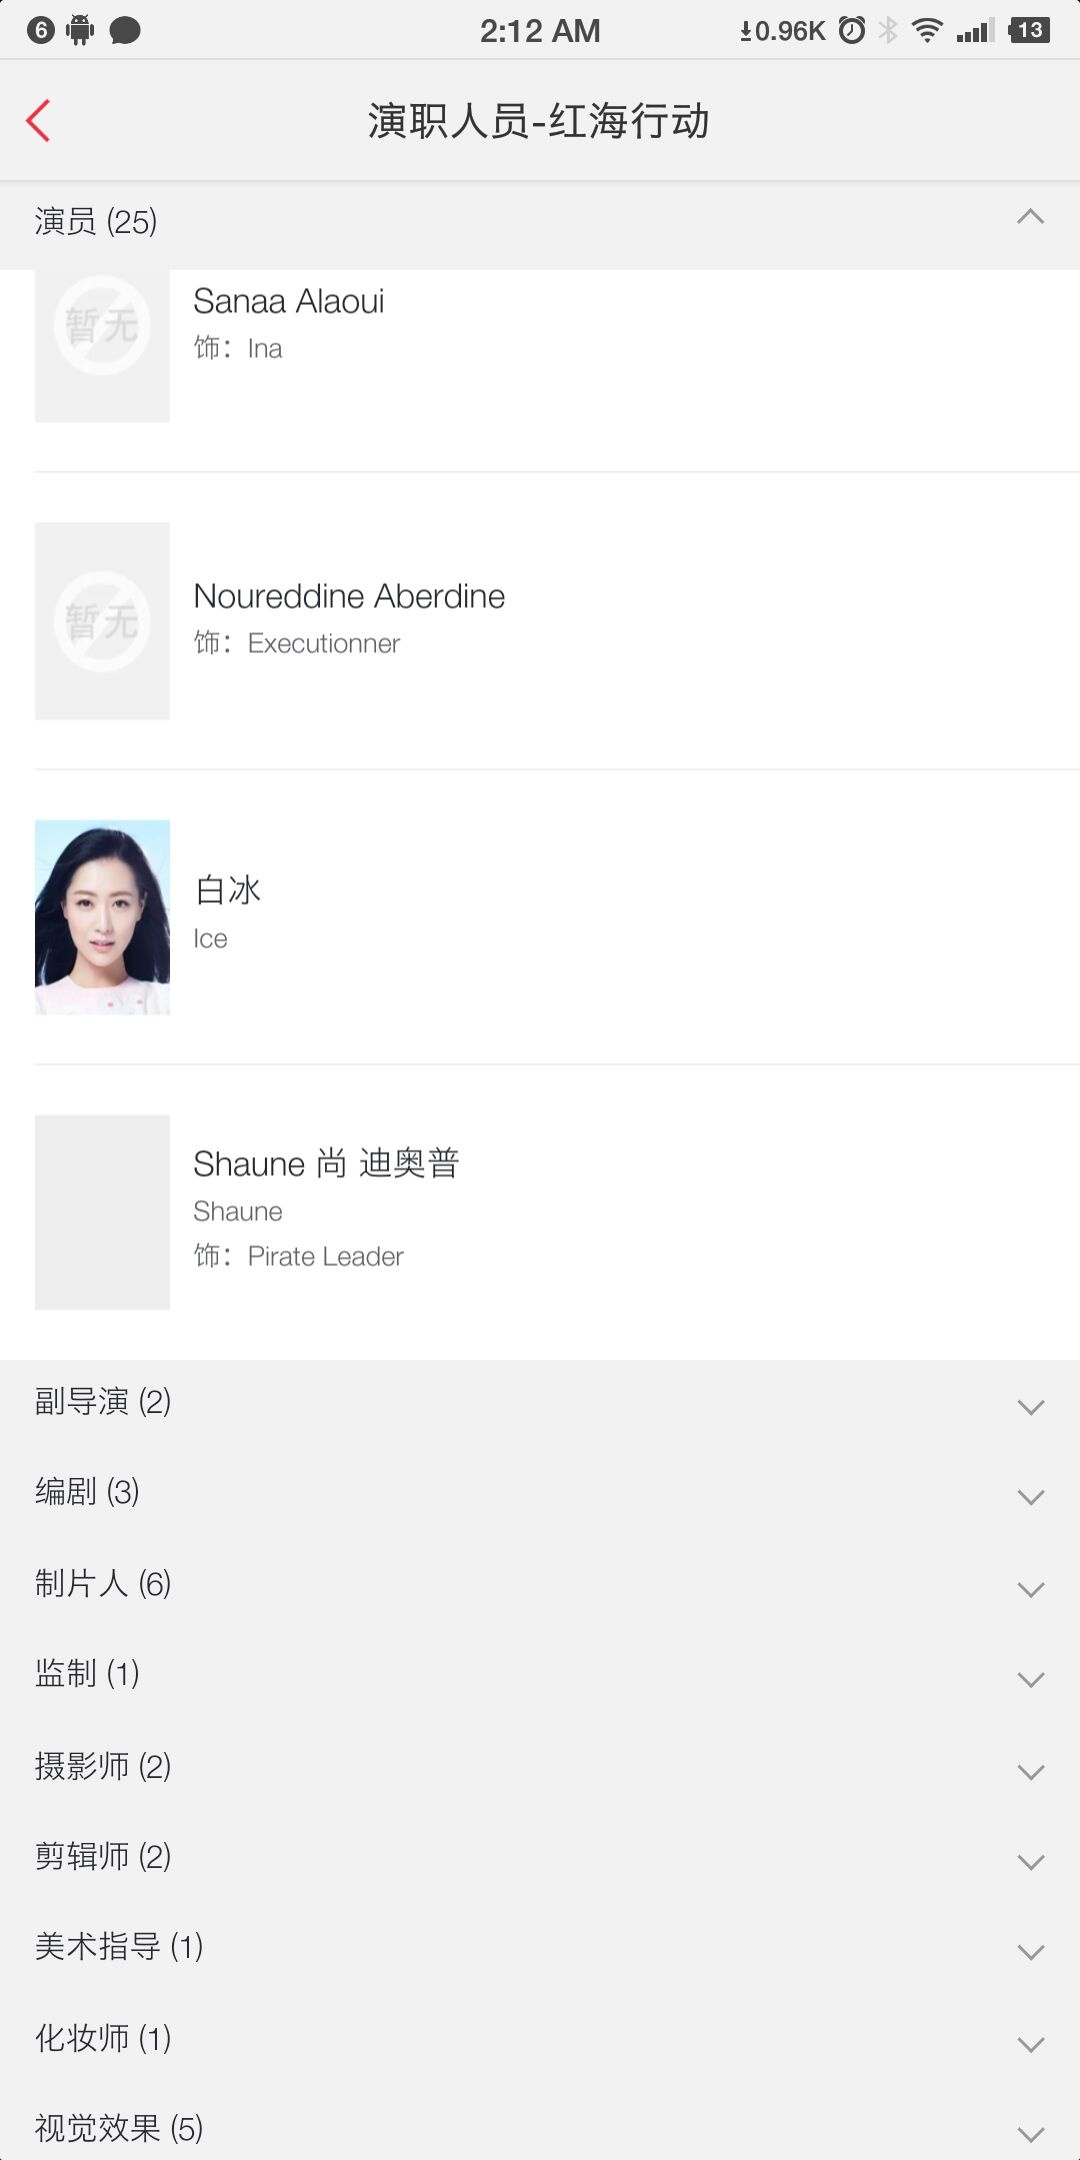 6 2:12 AM 0.96K 13
演职人员-红海行动
演员 (25)
暂无
Sanaa Alaoui
饰：Ina
暂无
Noureddine Aberdine
饰：Executionner
白冰
Ice
Shaune 尚 迪奥普
Shaune
饰：Pirate Leader
副导演 (2)
编剧 (3)
制片人 (6)
监制 (1)
摄影师 (2)
剪辑师 (2)
美术指导 (1)
化妆师 (1)
视觉效果 (5)